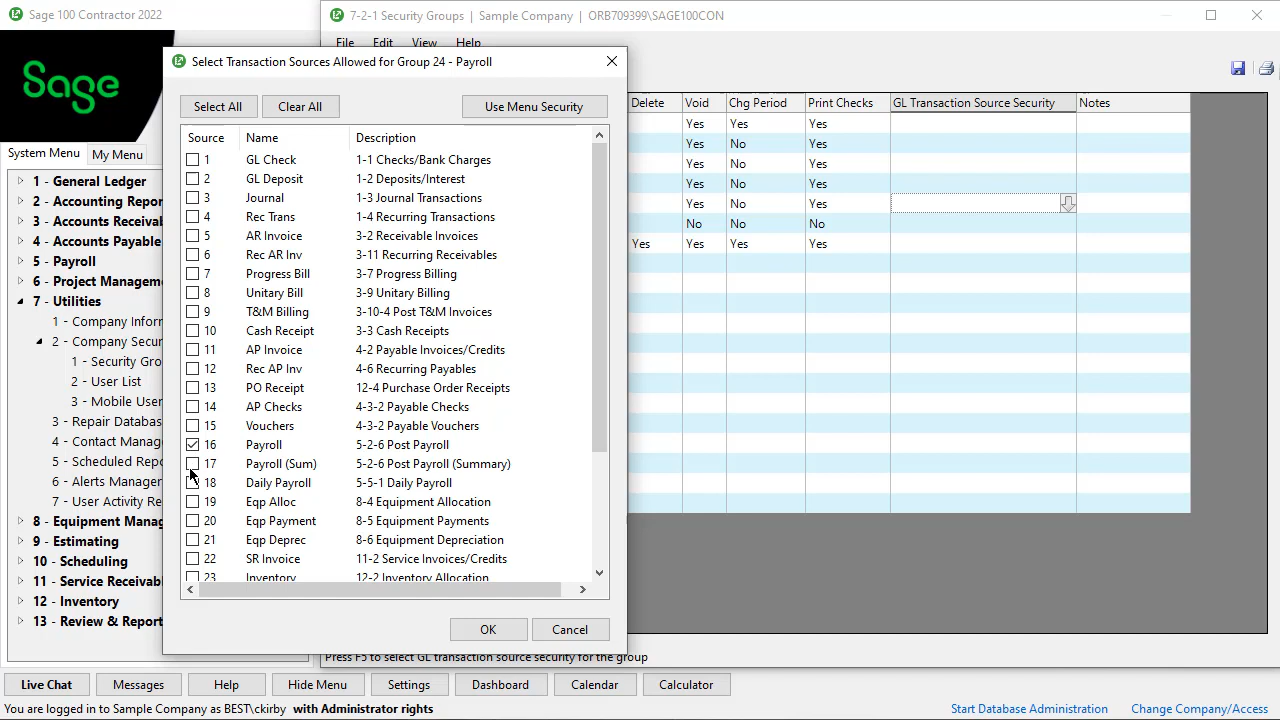 Sage 100 Contractor 2022
7-2-1 Security Groups | Sample Company | ORB709399\SAGE100CON
File Edit View Help
Select Transaction Sources Allowed for Group 24 - Payroll
Sage
Select All Clear All Use Menu Security
Delete Void Chg Period Print Checks GL Transaction Source Security Notes
Yes Yes Yes
Yes No Yes
Yes No Yes
Yes No Yes
Yes No Yes
No No No
Yes Yes Yes Yes
System Menu My Menu
1 - General Ledger
2 - Accounting Repor
3 - Accounts Receival
4 - Accounts Payable
5 - Payroll
6 - Project Managem
7 - Utilities
1 - Company Inforr
2 - Company Secur
1 - Security Gro
2 - User List
3 - Mobile User
3 - Repair Databas
4 - Contact Manag
5 - Scheduled Repo
6 - Alerts Manager
7 - User Activity Re
8 - Equipment Manag
9 - Estimating
10 - Scheduling
11 - Service Receivab
12 - Inventory
13 - Review & Report
Source Name Description
1 GL Check 1-1 Checks/Bank Charges
2 GL Deposit 1-2 Deposits/Interest
3 Journal 1-3 Journal Transactions
4 Rec Trans 1-4 Recurring Transactions
5 AR Invoice 3-2 Receivable Invoices
6 Rec AR Inv 3-11 Recurring Receivables
7 Progress Bill 3-7 Progress Billing
8 Unitary Bill 3-9 Unitary Billing
9 T&M Billing 3-10-4 Post T&M Invoices
10 Cash Receipt 3-3 Cash Receipts
11 AP Invoice 4-2 Payable Invoices/Credits
12 Rec AP Inv 4-6 Recurring Payables
13 PO Receipt 12-4 Purchase Order Receipts
14 AP Checks 4-3-2 Payable Checks
15 Vouchers 4-3-2 Payable Vouchers
16 Payroll 5-2-6 Post Payroll
17 Payroll (Sum) 5-2-6 Post Payroll (Summary)
18 Daily Payroll 5-5-1 Daily Payroll
19 Eqp Alloc 8-4 Equipment Allocation
20 Eqp Payment 8-5 Equipment Payments
21 Eqp Deprec 8-6 Equipment Depreciation
22 SR Invoice 11-2 Service Invoices/Credits
23 Inventory 12-2 Inventory Allocation
OK Cancel
Press F5 to select GL transaction source security for the group
Live Chat Messages Help Hide Menu Settings Dashboard Calendar Calculator
You are logged in to Sample Company as BEST\ckirby with Administrator rights
Start Database Administration Change Company/Access